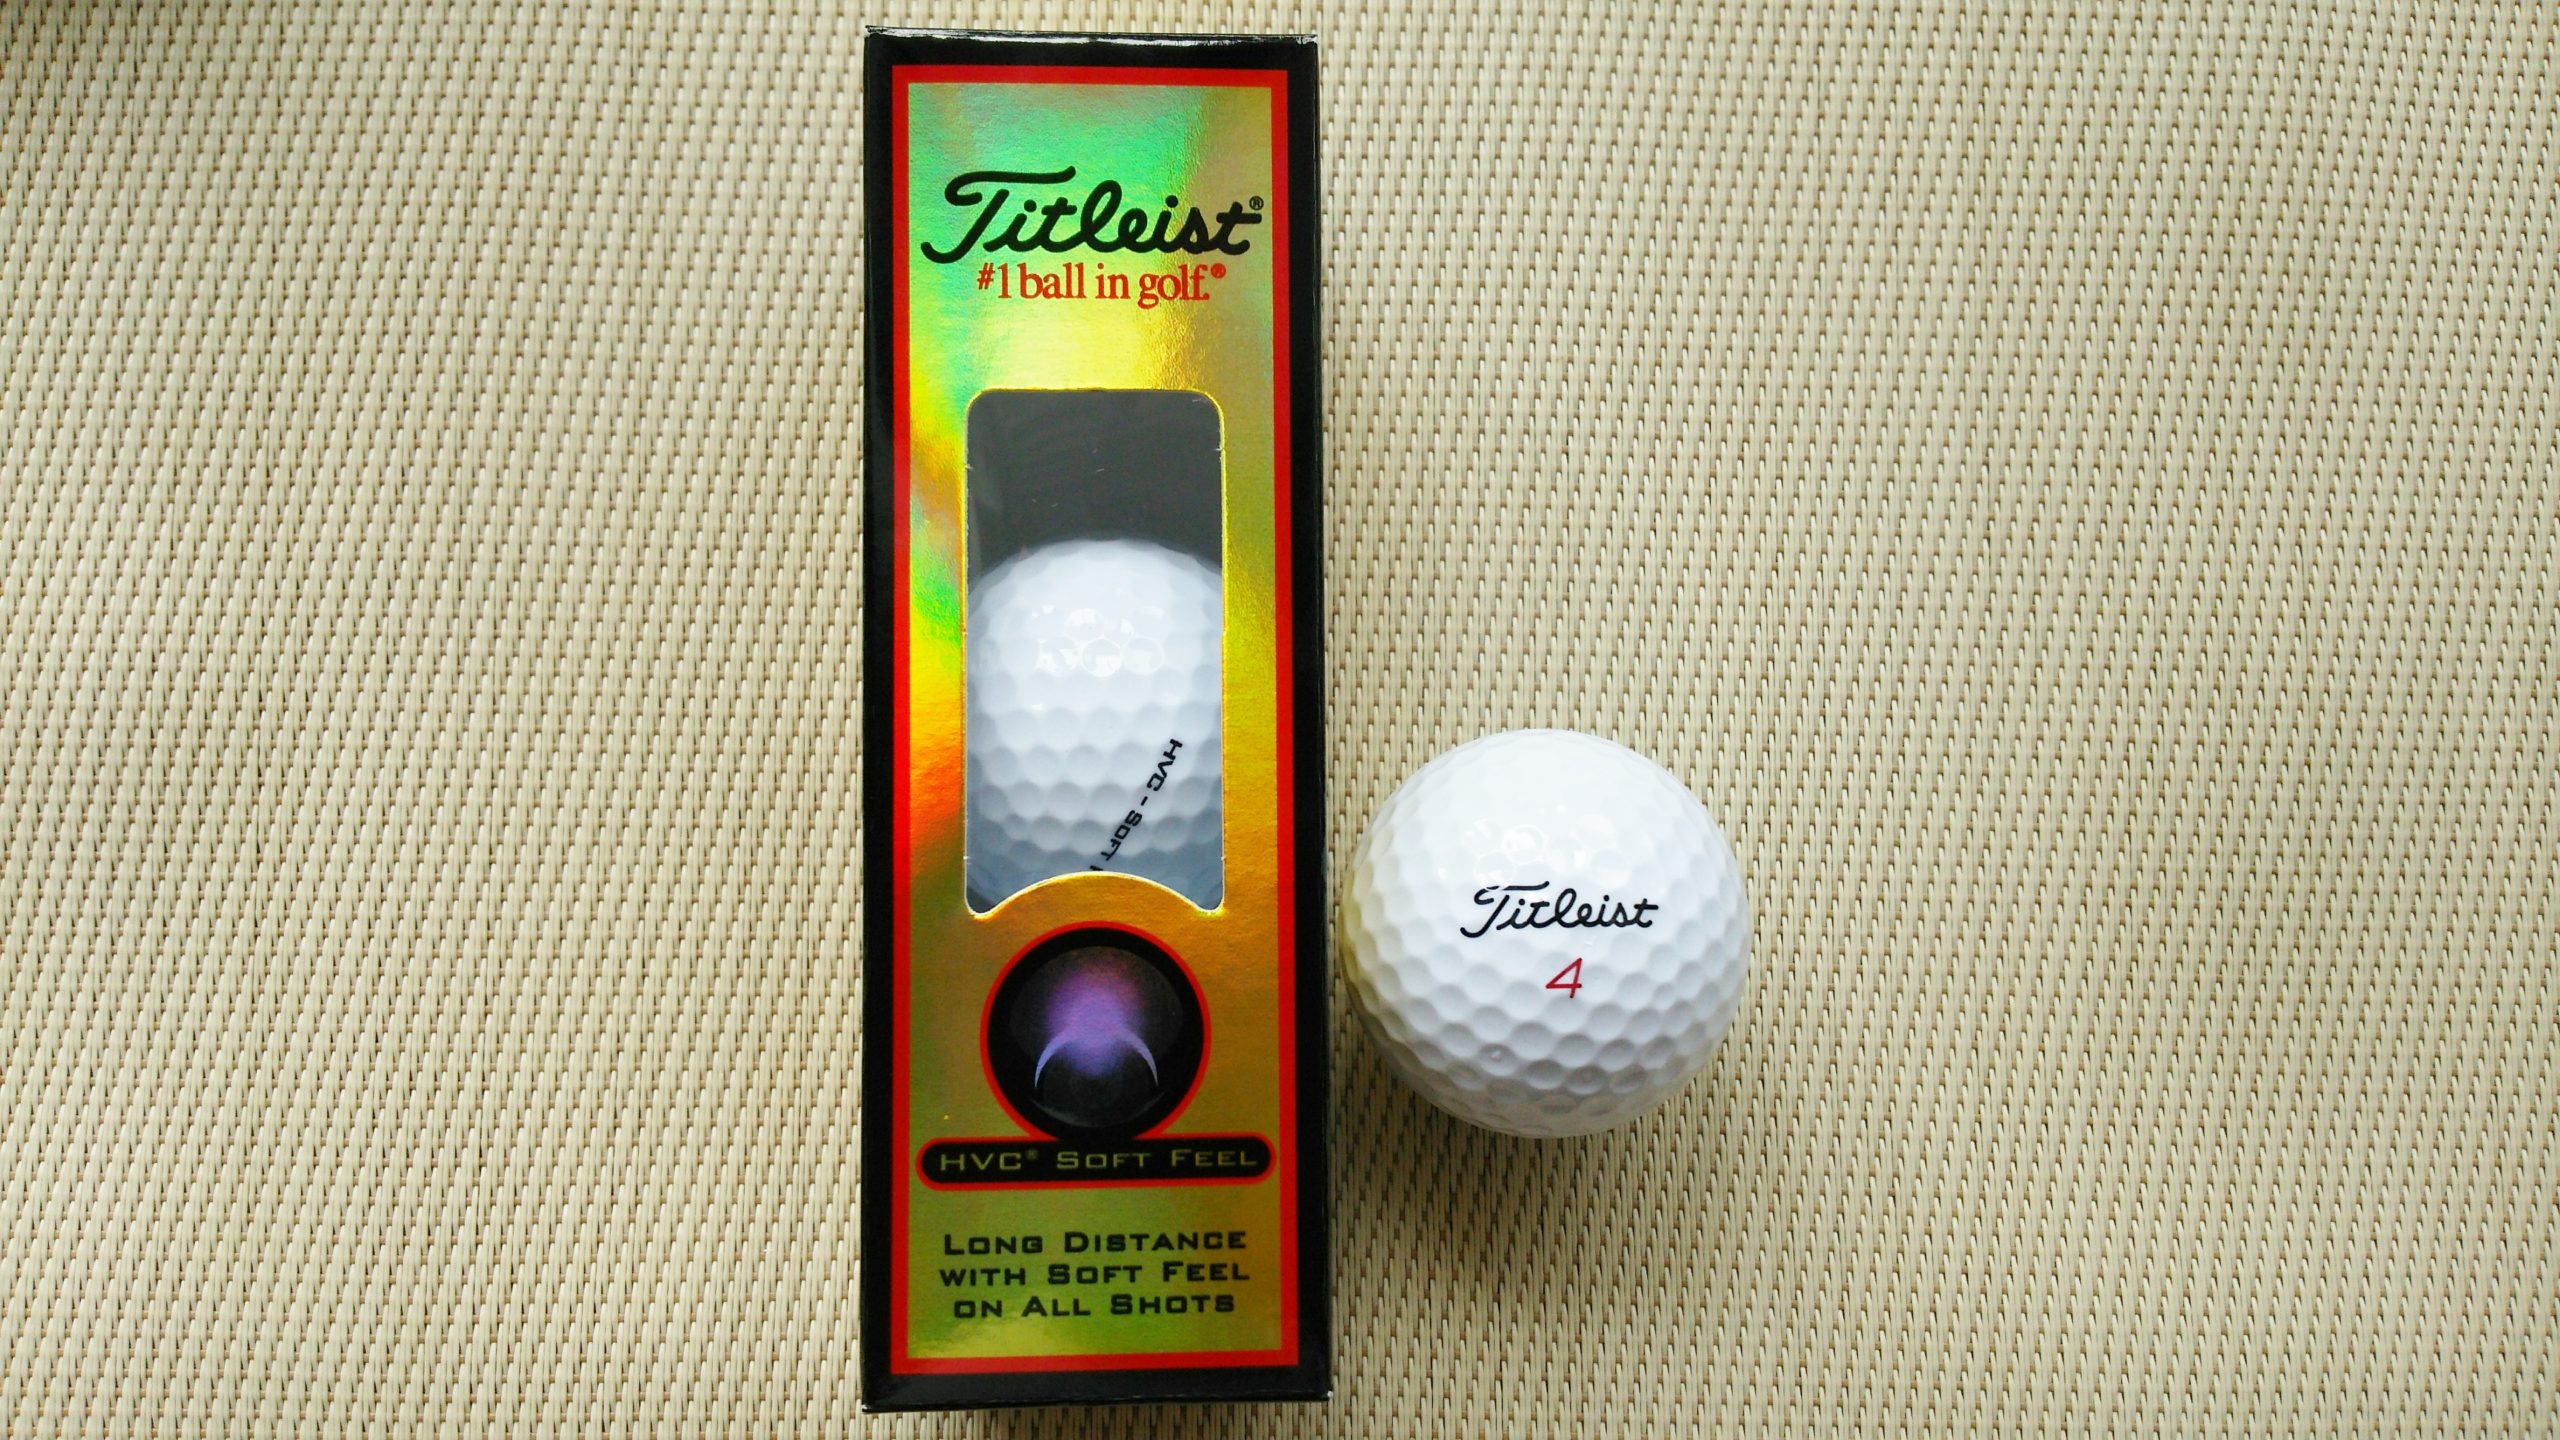 Titleist®
#1 ball in golf.®
HVC - SOFT
HVC® SOFT FEEL
LONG DISTANCE
WITH SOFT FEEL
ON ALL SHOTS
Titleist
4